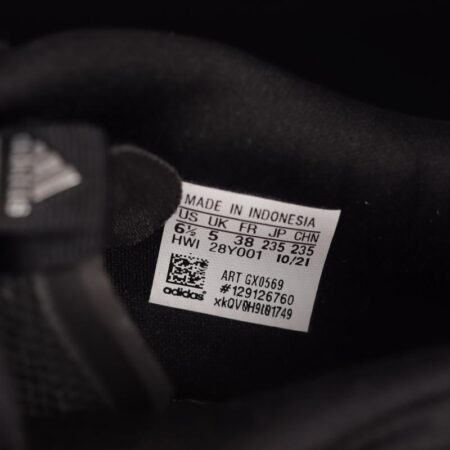 MADE IN INDONESIA
US UK FR JP CHN
6½ 5 38 235 235
HWI 28Y001 10/21
ART GX0569
#129126760
adidas